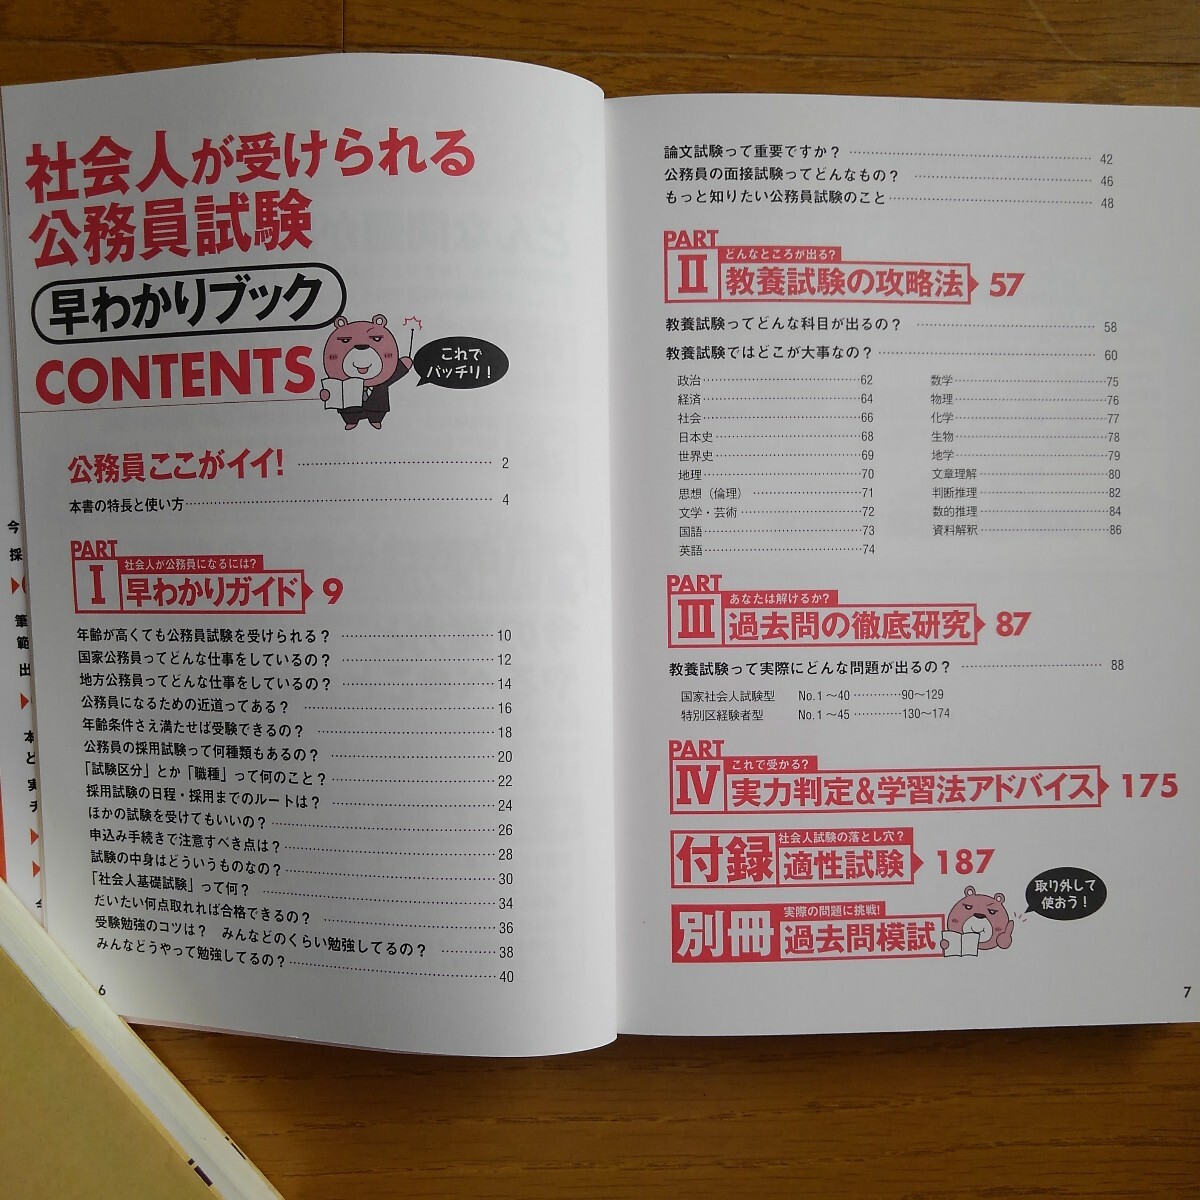 社会人が受けられる
公務員試験
早わかりブック
CONTENTS
これで
バッチリ！
公務員ここがイイ！ 2
本書の特長と使い方 4
PART
I
社会人が公務員になるには？
早わかりガイド 9
年齢が高くても公務員試験を受けられる？ 10
国家公務員ってどんな仕事をしているの？ 12
地方公務員ってどんな仕事をしているの？ 14
公務員になるための近道ってある？ 16
年齢条件さえ満たせば受験できるの？ 18
公務員の採用試験って何種類もあるの？ 20
「試験区分」とか「職種」って何のこと？ 22
採用試験の日程・採用までのルートは？ 24
ほかの試験を受けてもいいの？ 26
申込み手続きで注意すべき点は？ 28
試験の中身はどういうものなの？ 30
「社会人基礎試験」って何？ 34
だいたい何点取れれば合格できるの？ 36
受験勉強のコツは？　みんなどのくらい勉強してるの？ 38
みんなどうやって勉強してるの？ 40
6
論文試験って重要ですか？ 42
公務員の面接試験ってどんなもの？ 46
もっと知りたい公務員試験のこと 48
PART
II
どんなところが出る？
教養試験の攻略法 57
教養試験ってどんな科目が出るの？ 58
教養試験ではどこが大事なの？ 60
政治 62
経済 64
社会 66
日本史 68
世界史 69
地理 70
思想（倫理） 71
文学・芸術 72
国語 73
英語 74
数学 75
物理 76
化学 77
生物 78
地学 79
文章理解 80
判断推理 82
数的推理 84
資料解釈 86
PART
III
あなたは解けるか？
過去問の徹底研究 87
教養試験って実際にどんな問題が出るの？ 88
国家社会人試験型 No.1～40 90～129
特別区経験者型 No.1～45 130～174
PART
IV
これで受かる？
実力判定&学習法アドバイス 175
付録
社会人試験の落とし穴？
適性試験 187
別冊
実際の問題に挑戦！
過去問模試
取り外して
使おう！
7